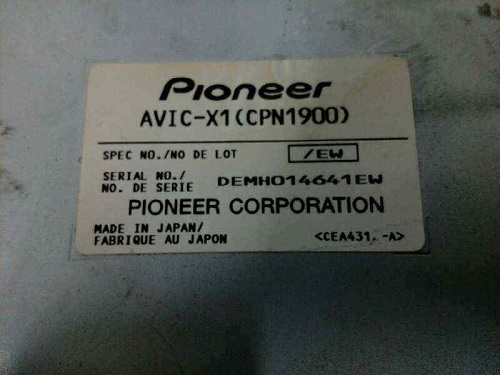 Pioneer
AVIC-X1(CPN1900)
SPEC NO./NO DE LOT /EW
SERIAL NO./
NO. DE SERIE DEMH014641EW
PIONEER CORPORATION
MADE IN JAPAN/
FABRIQUE AU JAPON <CEA431. -A>